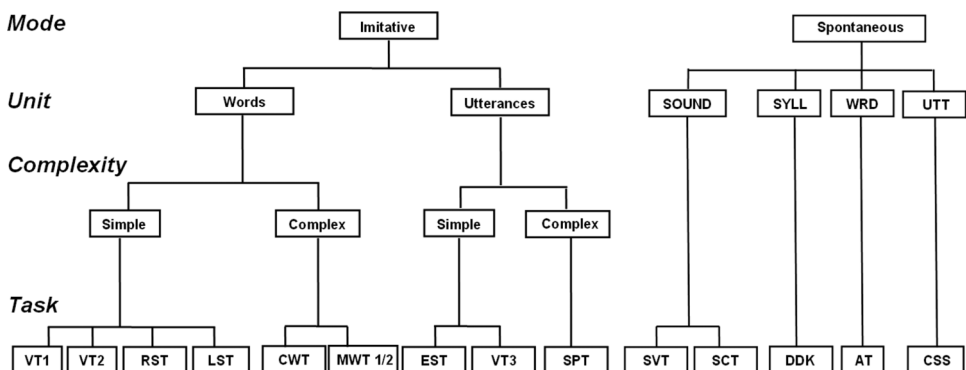 Mode Imitative Spontaneous
Unit Words Utterances SOUND SYLL WRD UTT
Complexity
Simple Complex Simple Complex
Task
VT1 VT2 RST LST CWT MWT 1/2 EST VT3 SPT SVT SCT DDK AT CSS